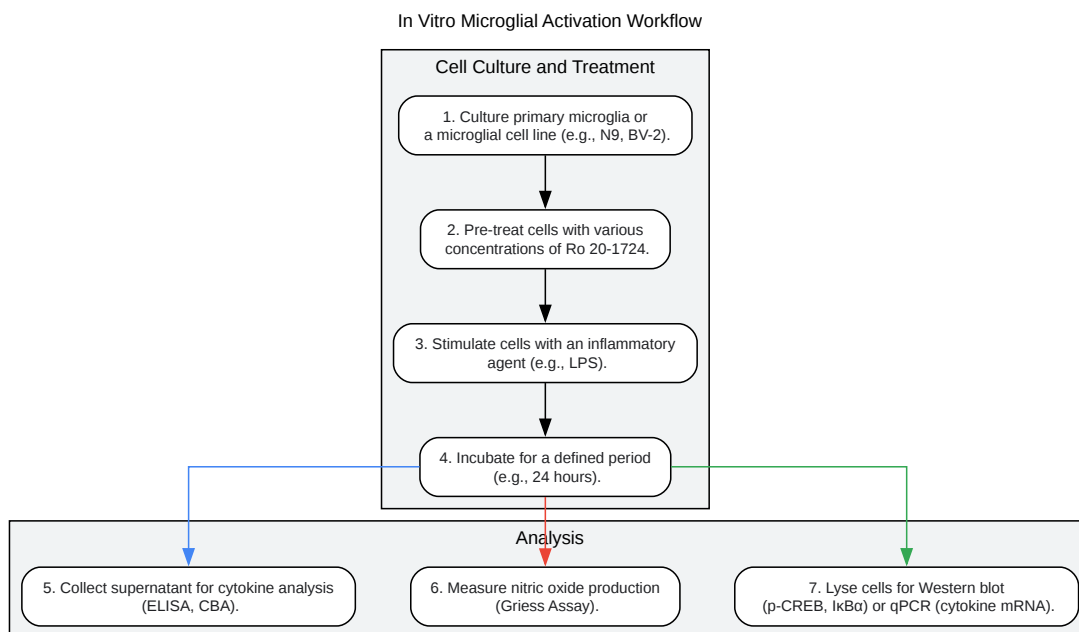 In Vitro Microglial Activation Workflow
Cell Culture and Treatment
1. Culture primary microglia or
a microglial cell line (e.g., N9, BV-2).
2. Pre-treat cells with various
concentrations of Ro 20-1724.
3. Stimulate cells with an inflammatory
agent (e.g., LPS).
4. Incubate for a defined period
(e.g., 24 hours).
Analysis
5. Collect supernatant for cytokine analysis
(ELISA, CBA).
6. Measure nitric oxide production
(Griess Assay).
7. Lyse cells for Western blot
(p-CREB, IκBα) or qPCR (cytokine mRNA).